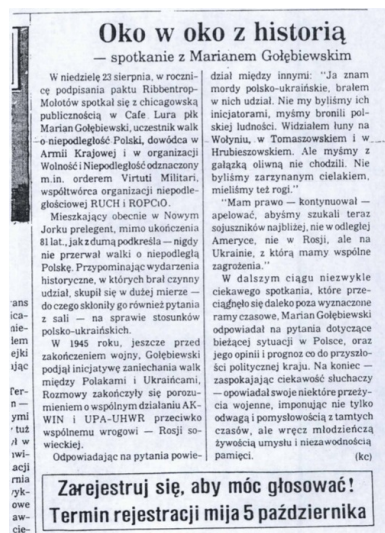 Oko w oko z historią
— spotkanie z Marianem Gołębiewskim
W niedzielę 23 sierpnia, w roczni-
cę podpisania paktu Ribbentrop-
Mołotów spotkał się z chicagowską
publicznością w Cafe Lura płk
Marian Gołębiewski, uczestnik walk
o niepodległość Polski, dowódca w
Armii Krajowej i w organizacji
Wolność i Niepodległość odznaczony
m.in. orderem Virtuti Militari,
współtwórca organizacji niepodle-
głościowej RUCH i ROPCiO.
Mieszkający obecnie w Nowym
Jorku prelegent, mimo ukończenia
81 lat, jak z dumą podkreśla — nigdy
nie przerwał walki o niepodległą
Polskę. Przypominając wydarzenia
historyczne, w których brał czynny
udział, skupił się w dużej mierze —
do czego skłoniły go również pytania
z sali — na sprawie stosunków
polsko-ukraińskich.
W 1945 roku, jeszcze przed
zakończeniem wojny, Gołębiewski
podjął inicjatywę zaniechania walk
między Polakami i Ukraińcami,
Rozmowy zakończyły się porozu-
mieniem o wspólnym działaniu AK-
WIN i UPA-UHWR przeciwko
wspólnemu wrogowi — Rosji so-
wieckiej.
Odpowiadając na pytania powie-
dział między innymi: "Ja znam
mordy polsko-ukraińskie, brałem
w nich udział. Nie my byliśmy ich
inicjatorami, myśmy bronili pol-
skiej ludności. Widziałem łuny na
Wołyniu, w Tomaszowskiem i w
Hrubieszowskiem. Ale myśmy z
gałązką oliwną nie chodzili. Nie
byliśmy zarzynanym cielakiem,
mieliśmy też rogi."
"Mam prawo — kontynuował —
apelować, abyśmy szukali teraz
sojuszników najbliżej, nie w odległej
Ameryce, nie w Rosji, ale na
Ukrainie, z którą mamy wspólne
zagrożenia."
W dalszym ciągu niezwykle
ciekawego spotkania, które prze-
ciągnęło się daleko poza wyznaczone
ramy czasowe, Marian Gołębiewski
odpowiadał na pytania dotyczące
bieżącej sytuacji w Polsce, oraz
jego opinii i prognoz co do przyszło-
ści politycznej kraju. Na koniec —
zaspokajając ciekawość słuchaczy
— opowiadał swoje niektóre przeży-
cia wojenne, imponując nie tylko
odwagą i pomysłowością z tamtych
czasów, ale wręcz młodzieńczą
żywością umysłu i niezawodnością
pamięci.
(kc)
Zarejestruj się, aby móc głosować!
Termin rejestracji mija 5 października